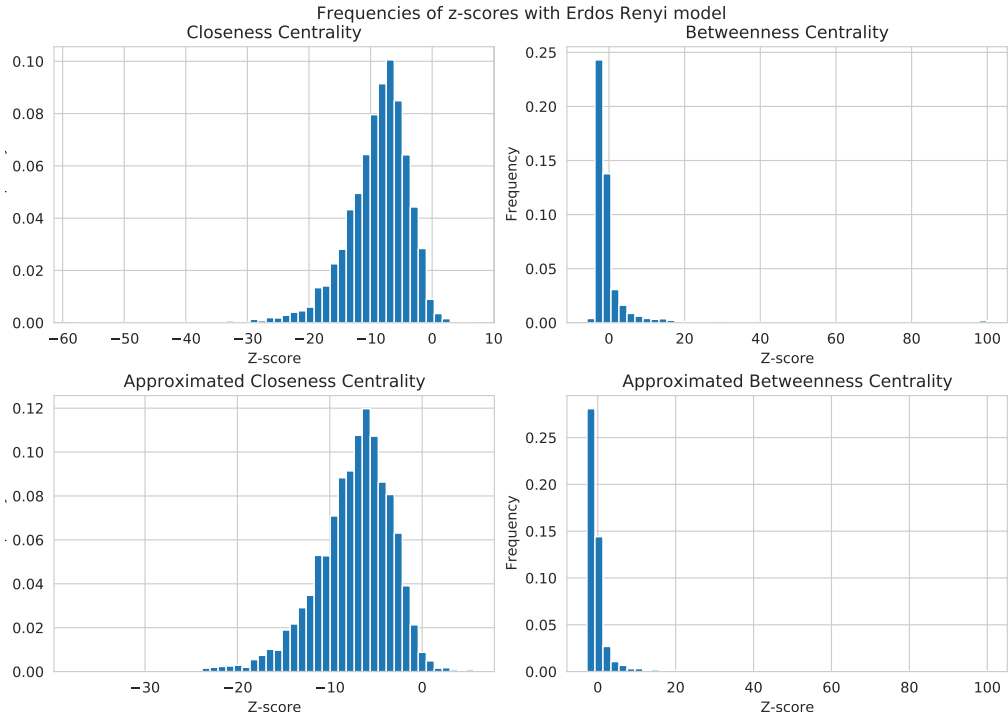 Frequencies of z-scores with Erdos Renyi model
Closeness Centrality
0.10
0.08
0.06
0.04
0.02
0.00
−60 −50 −40 −30 −20 −10 0 10
Z-score
Betweenness Centrality
Frequency
0.25
0.20
0.15
0.10
0.05
0.00
0 20 40 60 80 100
Z-score
Approximated Closeness Centrality
0.12
0.10
0.08
0.06
0.04
0.02
0.00
−30 −20 −10 0
Z-score
Approximated Betweenness Centrality
Frequency
0.25
0.20
0.15
0.10
0.05
0.00
0 20 40 60 80 100
Z-score